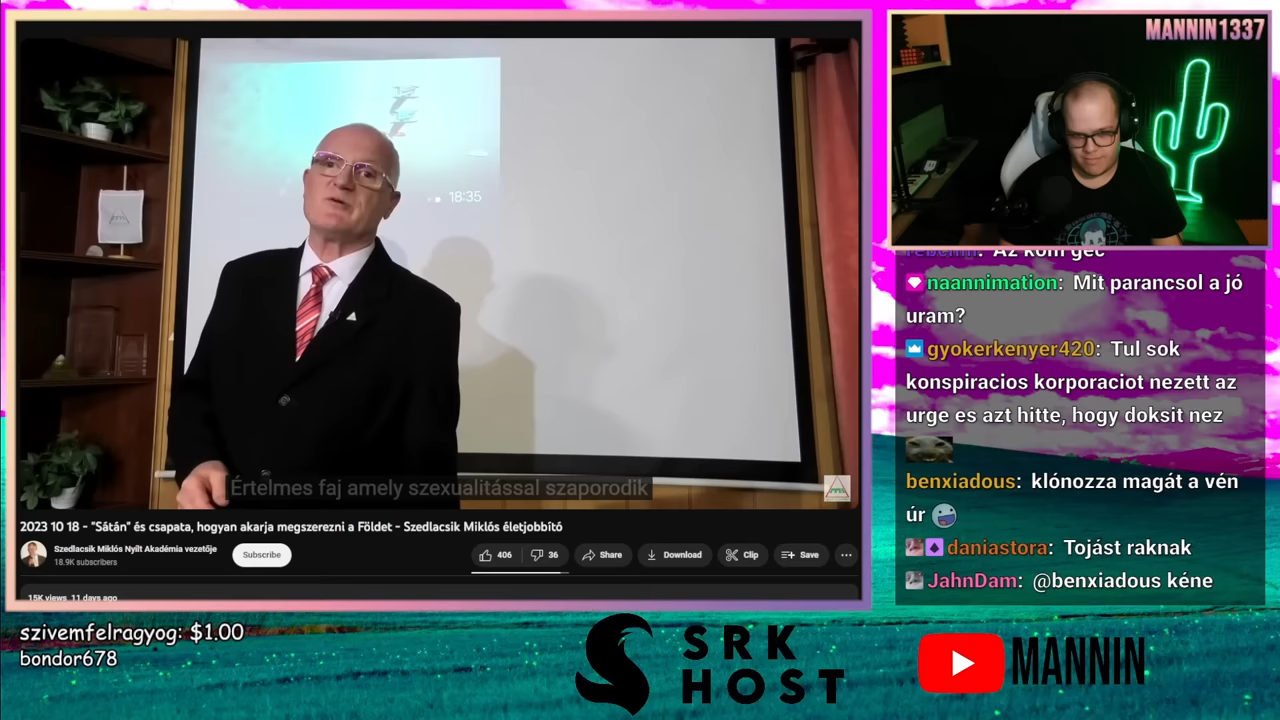 18:35
Értelmes faj amely szexualitással szaporodik
2023 10 18 - "Sátán" és csapata, hogyan akarja megszerezni a Földet - Szedlacsik Miklós életjobbító
Szedlacsik Miklós Nyílt Akadémia vezetője
18.9K subscribers
Subscribe
406
36
Share
Download
Clip
Save
15K views  11 days ago
MANNIN1337
Az kom gec
naannimation: Mit parancsol a jó
uram?
gyokerkenyer420: Tul sok
konspiracios korporaciot nezett az
urge es azt hitte, hogy doksit nez
benxiadous: klónozza magát a vén
úr
daniastora: Tojást raknak
JahnDam: @benxiadous kéne
szivemfelragyog: $1.00
bondor678
SRK
HOST
MANNIN